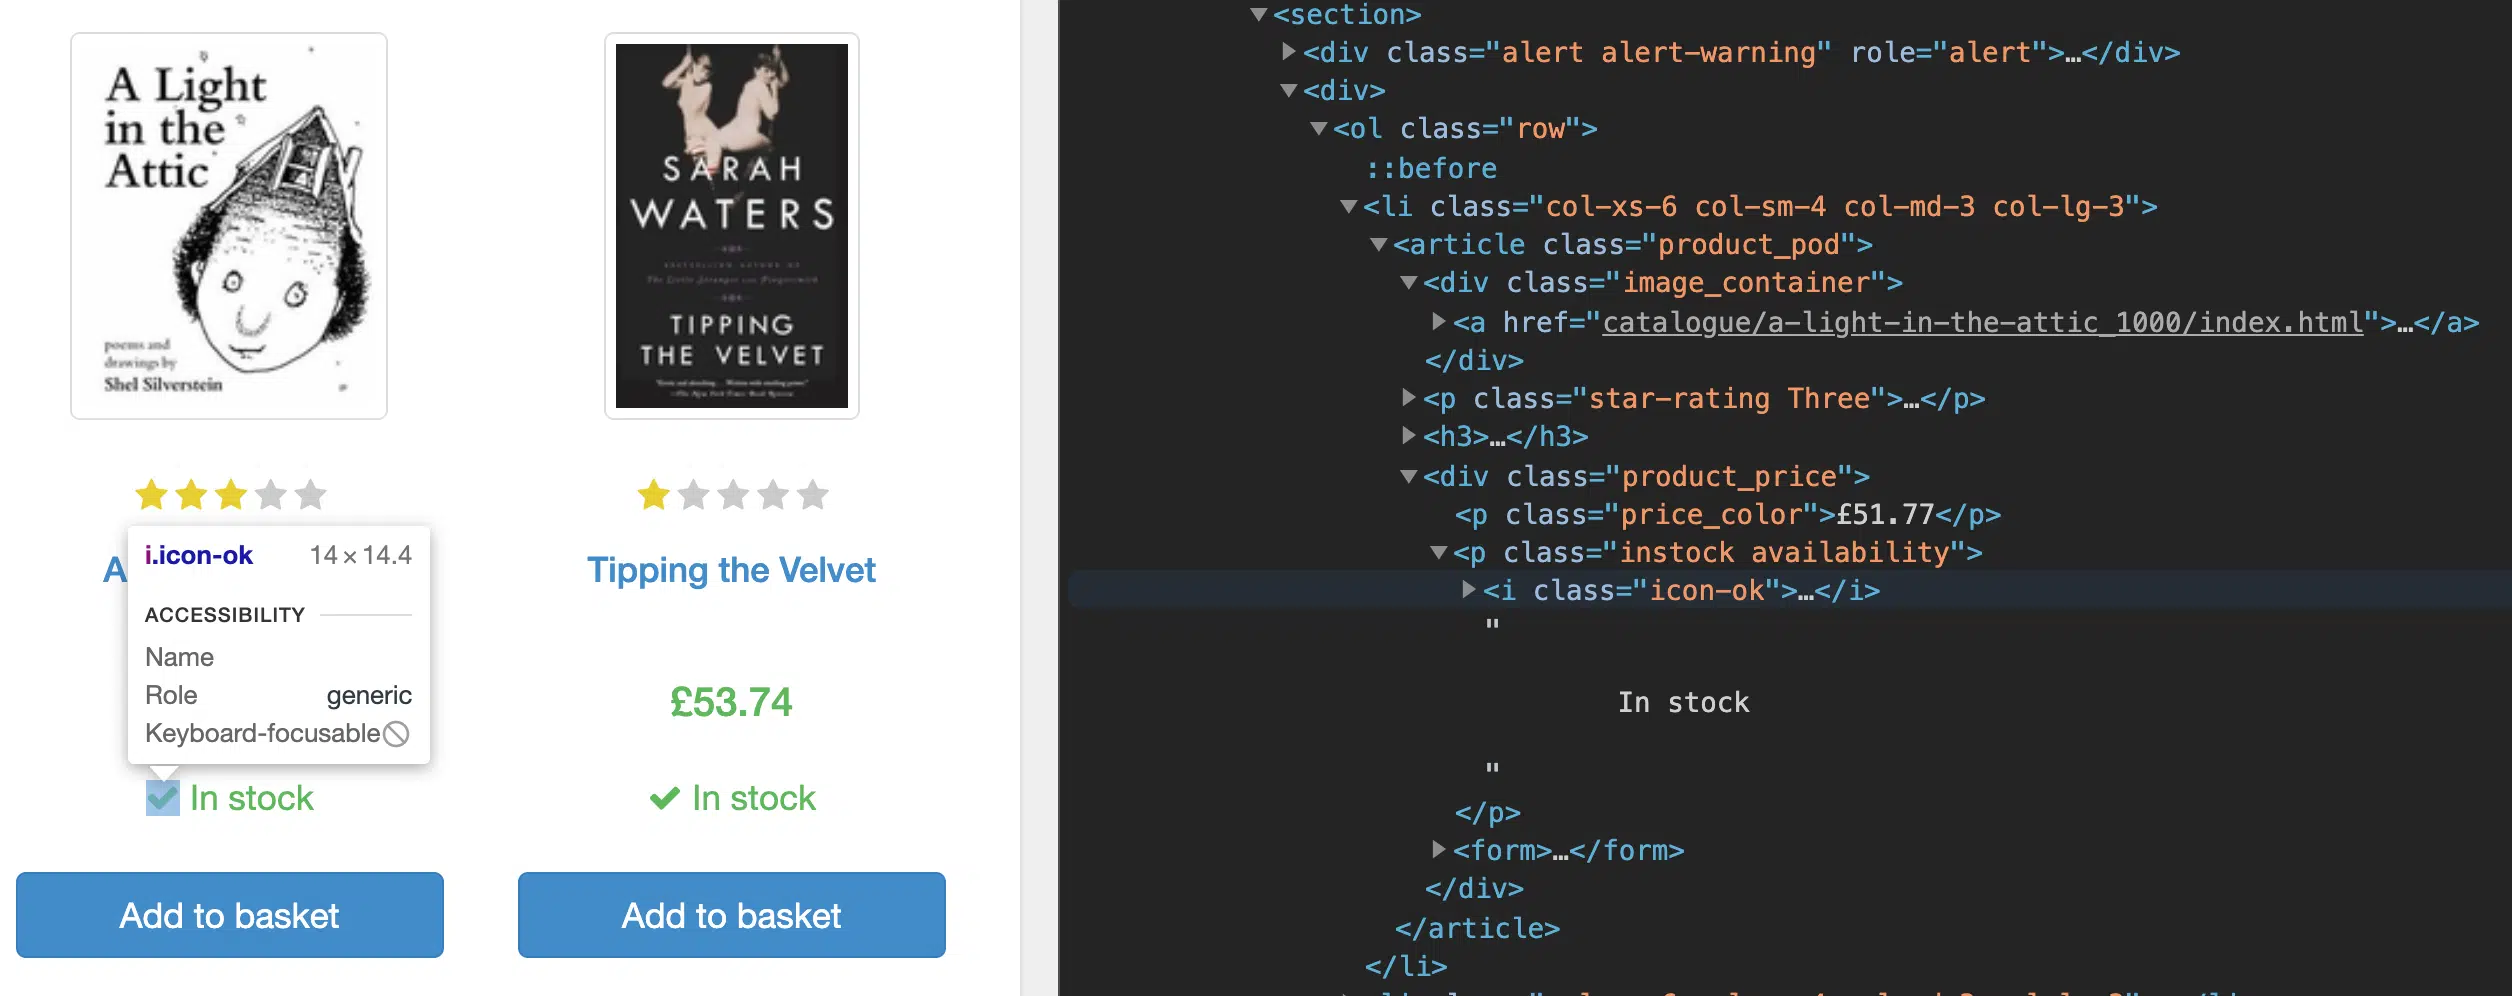 A Light
in the
Attic
poems and
drawings by
Shel Silverstein
SARAH
WATERS
TIPPING
THE VELVET
i.icon-ok 14 × 14.4
ACCESSIBILITY
Name
Role generic
Keyboard-focusable
A
In stock
Add to basket
Tipping the Velvet
£53.74
In stock
Add to basket
<section>
<div class="alert alert-warning" role="alert">…</div>
<div>
<ol class="row">
::before
<li class="col-xs-6 col-sm-4 col-md-3 col-lg-3">
<article class="product_pod">
<div class="image_container">
<a href="catalogue/a-light-in-the-attic_1000/index.html">…</a>
</div>
<p class="star-rating Three">…</p>
<h3>…</h3>
<div class="product_price">
<p class="price_color">£51.77</p>
<p class="instock availability">
<i class="icon-ok">…</i>
"
In stock
"
</p>
<form>…</form>
</div>
</article>
</li>